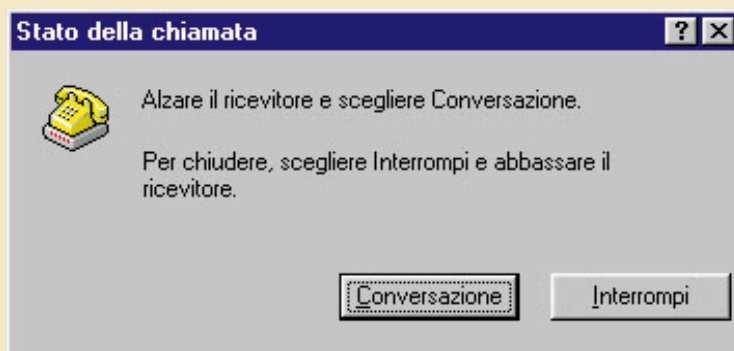 Stato della chiamata
Alzare il ricevitore e scegliere Conversazione.
Per chiudere, scegliere Interrompi e abbassare il
ricevitore.
Conversazione
Interrompi